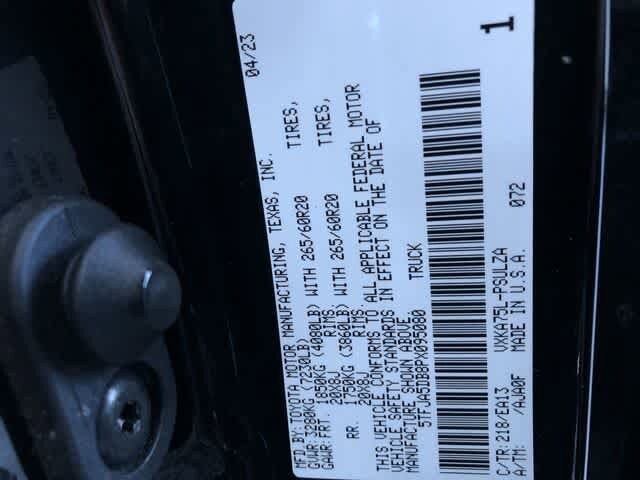 MFD.BY: TOYOTA MOTOR MANUFACTURING, TEXAS, INC. 04/23
GVWR: 3280KG (7230LB)
GAWR: FRT. 1850KG (4080LB) WITH 265/60R20 TIRES,
20X8J RIMS.
RR. 1750KG (3860LB) WITH 265/60R20 TIRES,
20X8J RIMS.
THIS VEHICLE CONFORMS TO ALL APPLICABLE FEDERAL MOTOR
VEHICLE SAFETY STANDARDS IN EFFECT ON THE DATE OF
MANUFACTURE SHOWN ABOVE.
5TFJA5DB8PX095080 TRUCK
C/TR: 218/EA13 VXKA75L-PSULZA 072
A/TM: /AJA0F MADE IN U.S.A.
1